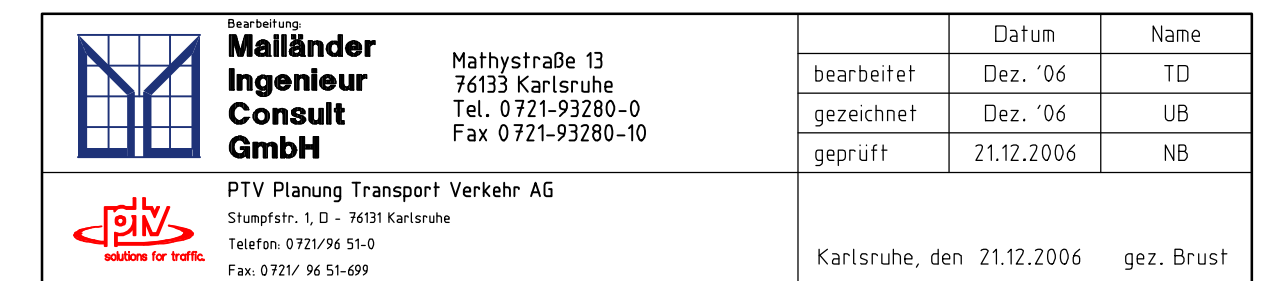 Bearbeitung:
Mailänder
Ingenieur
Consult
GmbH
Mathystraße 13
76133 Karlsruhe
Tel. 0721-93280-0
Fax 0721-93280-10
Datum Name
bearbeitet Dez. ´06 TD
gezeichnet Dez. ´06 UB
geprüft 21.12.2006 NB
ptv
solutions for traffic.
PTV Planung Transport Verkehr AG
Stumpfstr. 1, D - 76131 Karlsruhe
Telefon: 0721/96 51-0
Fax: 0721/ 96 51-699
Karlsruhe, den 21.12.2006 gez. Brust